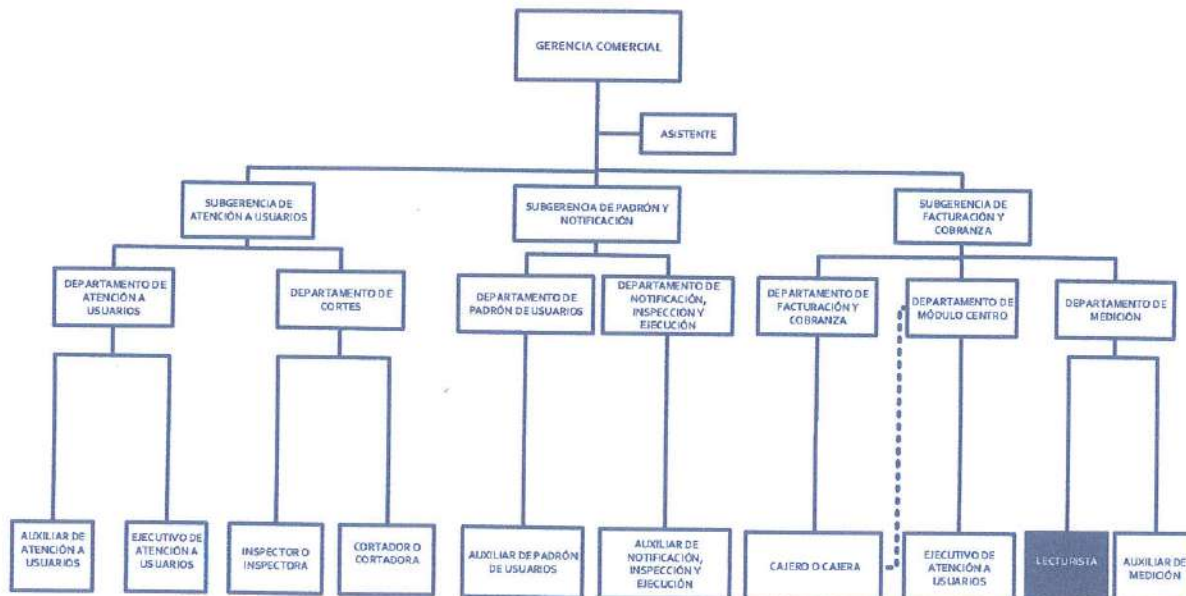 GERENCIA COMERCIAL
ASISTENTE
SUBGERENCIA DE
ATENCIÓN A USUARIOS
SUBGERENCIA DE PADRÓN Y
NOTIFICACIÓN
SUBGERENCIA DE
FACTURACIÓN Y
COBRANZA
DEPARTAMENTO DE
ATENCIÓN A
USUARIOS
DEPARTAMENTO DE
CORTES
DEPARTAMENTO DE
PADRÓN DE USUARIOS
DEPARTAMENTO DE
NOTIFICACIÓN,
INSPECCIÓN Y
EJECUCIÓN
DEPARTAMENTO DE
FACTURACIÓN Y
COBRANZA
DEPARTAMENTO DE
MÓDULO CENTRO
DEPARTAMENTO DE
MEDICIÓN
AUXILIAR DE
ATENCIÓN A
USUARIOS
EJECUTIVO DE
ATENCIÓN A
USUARIOS
INSPECTOR O
INSPECTORA
CORTADOR O
CORTADORA
AUXILIAR DE PADRÓN
DE USUARIOS
AUXILIAR DE
NOTIFICACIÓN,
INSPECCIÓN Y
EJECUCIÓN
CAJERO O CAJERA
EJECUTIVO DE
ATENCIÓN A
USUARIOS
LECTURISTA
AUXILIAR DE
MEDICIÓN